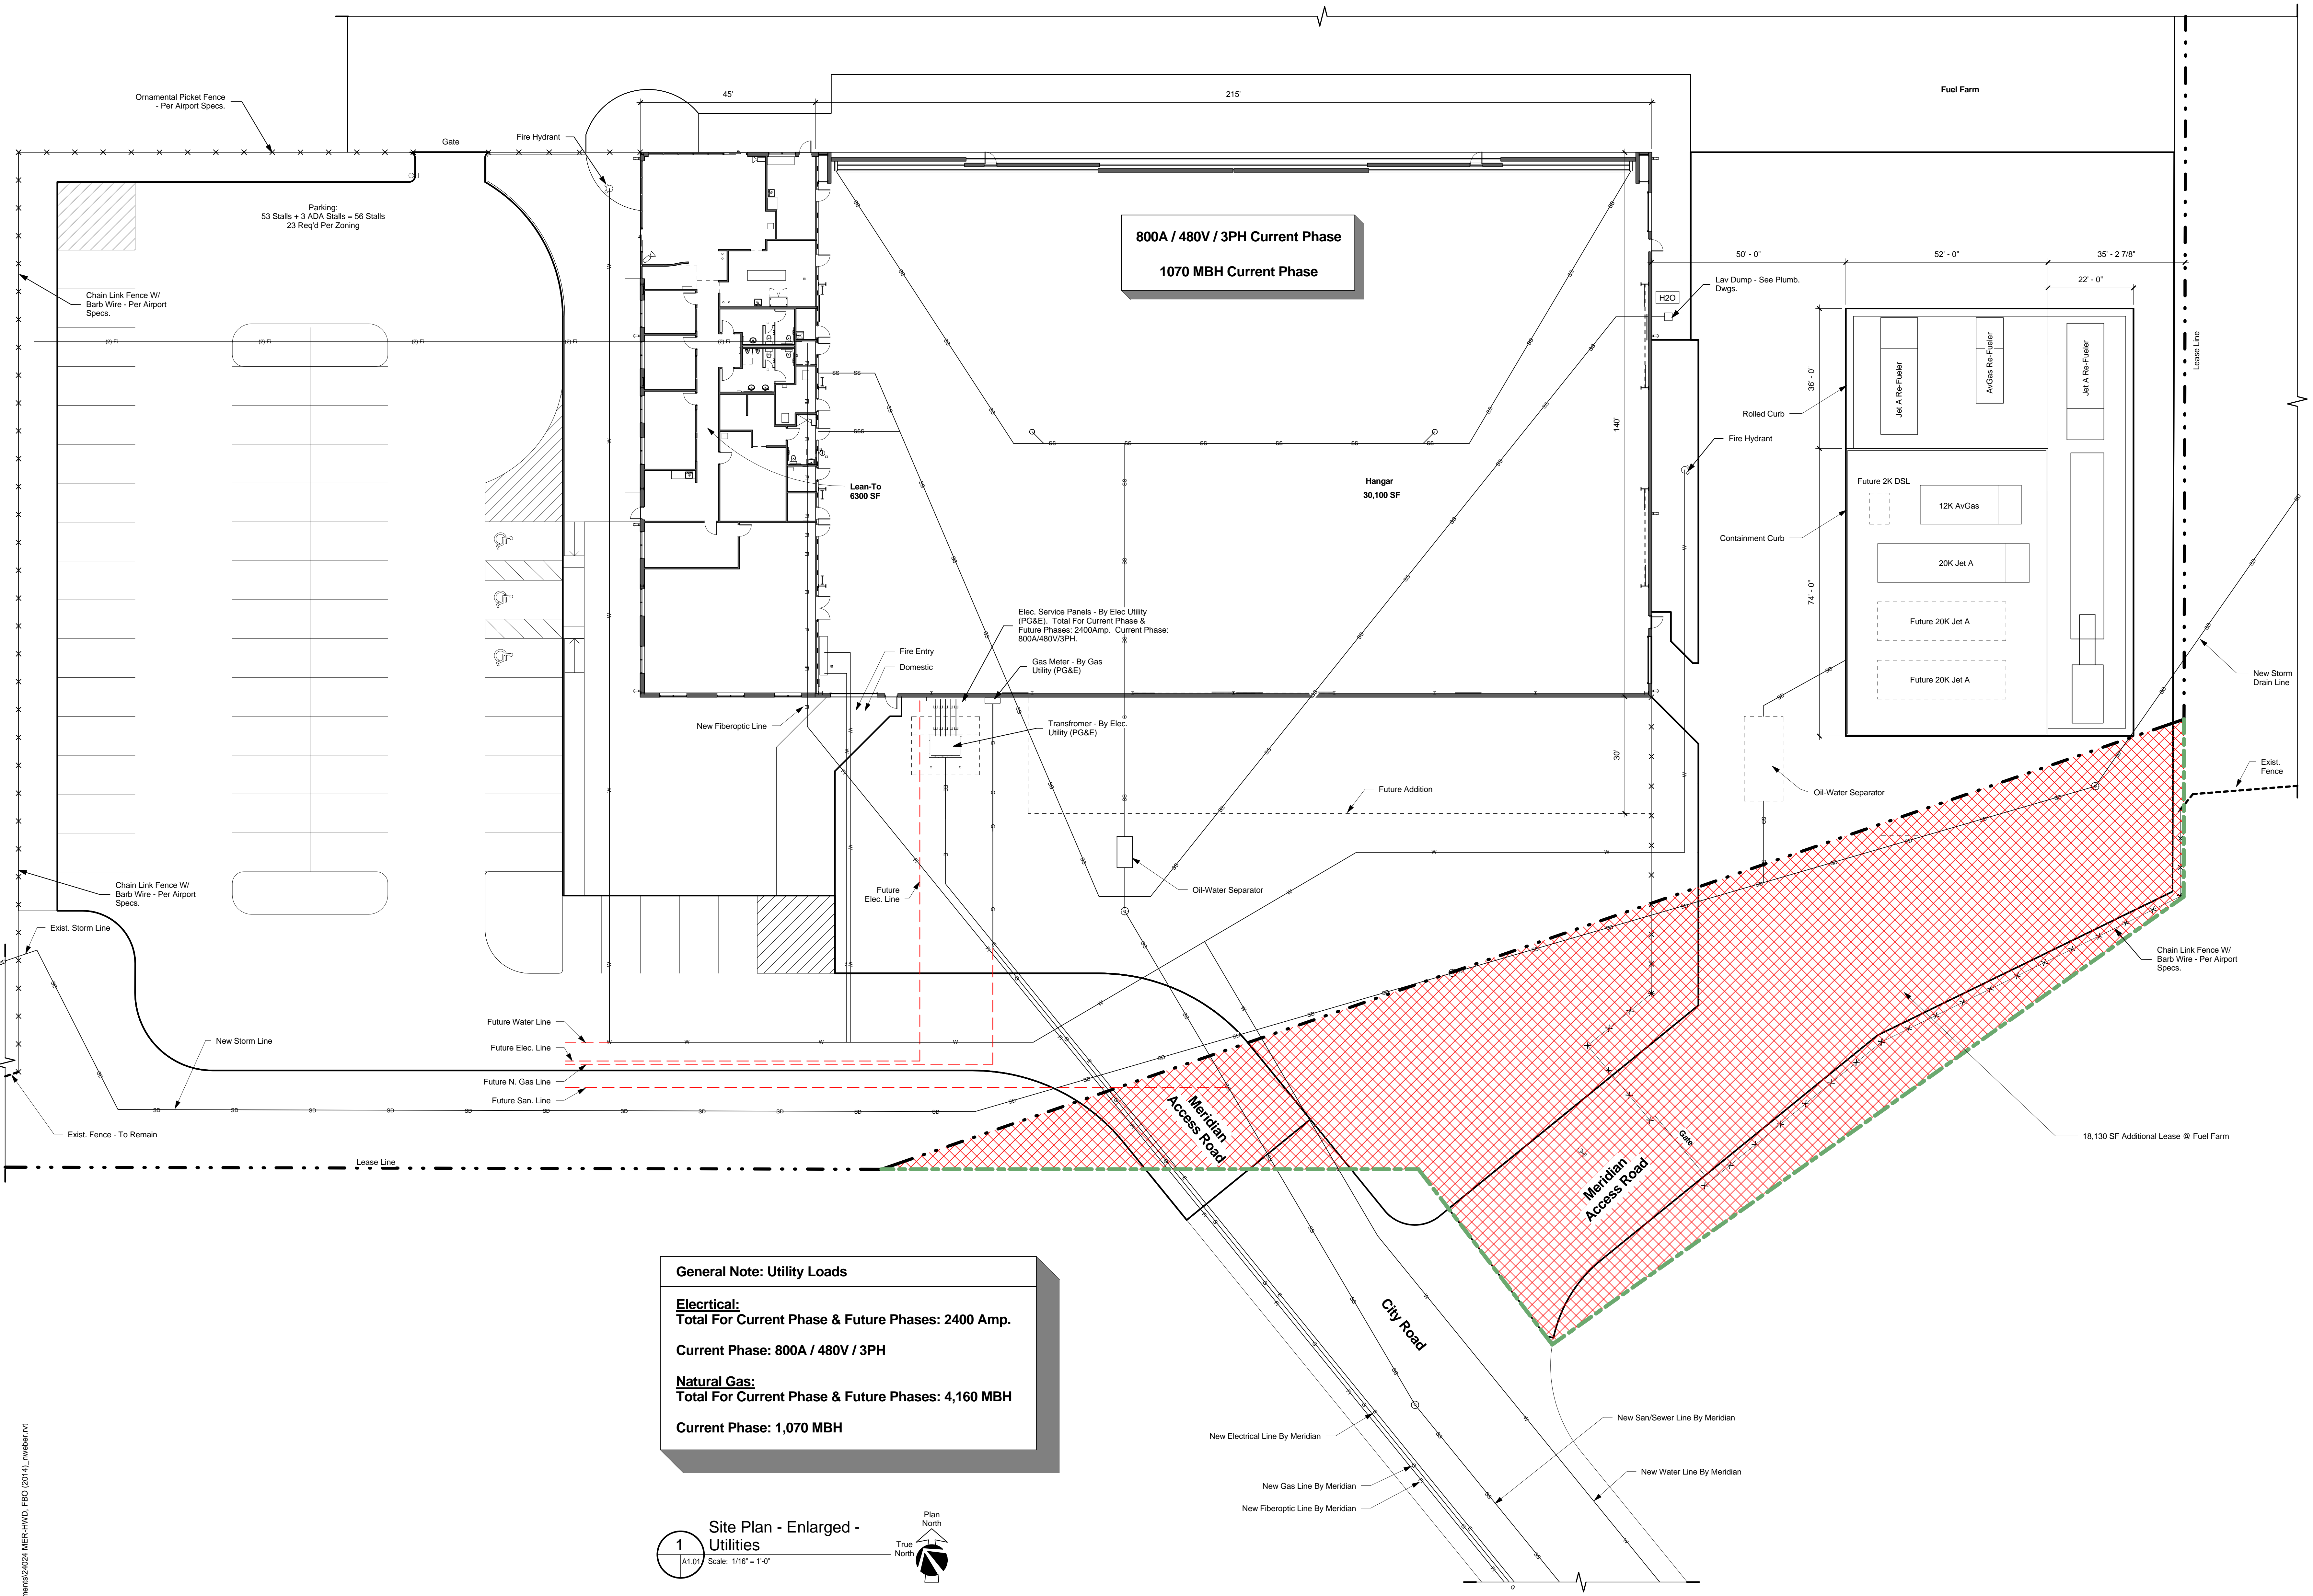 Ornamental Picket Fence
- Per Airport Specs.
Gate
Fire Hydrant
45'
215'
Fuel Farm
Parking:
53 Stalls + 3 ADA Stalls = 56 Stalls
23 Req'd Per Zoning
800A / 480V / 3PH Current Phase
1070 MBH Current Phase
50' - 0"
52' - 0"
35' - 2 7/8"
22' - 0"
Lav Dump - See Plumb.
Dwgs.
H2O
Chain Link Fence W/
Barb Wire - Per Airport
Specs.
Lease Line
Jet A Re-Fueler
AvGas Re-Fueler
Jet A Re-Fueler
36' - 0"
Rolled Curb
140'
Fire Hydrant
Lean-To
6300 SF
Hangar
30,100 SF
Future 2K DSL
12K AvGas
Containment Curb
20K Jet A
74' - 0"
Future 20K Jet A
Future 20K Jet A
Elec. Service Panels - By Elec Utility
(PG&E). Total For Current Phase &
Future Phases: 2400Amp. Current Phase:
800A/480V/3PH.
Fire Entry
Domestic
Gas Meter - By Gas
Utility (PG&E)
New Storm
Drain Line
New Fiberoptic Line
Transfromer - By Elec.
Utility (PG&E)
30'
Exist.
Fence
Future Addition
Oil-Water Separator
Chain Link Fence W/
Barb Wire - Per Airport
Specs.
Future
Elec. Line
Oil-Water Separator
Exist. Storm Line
Chain Link Fence W/
Barb Wire - Per Airport
Specs.
Future Water Line
New Storm Line
Future Elec. Line
Future N. Gas Line
Future San. Line
Meridian
Access Road
Exist. Fence - To Remain
Lease Line
Gate
18,130 SF Additional Lease @ Fuel Farm
Meridian
Access Road
General Note: Utility Loads
Elecrtical:
Total For Current Phase & Future Phases: 2400 Amp.
Current Phase: 800A / 480V / 3PH
Natural Gas:
Total For Current Phase & Future Phases: 4,160 MBH
Current Phase: 1,070 MBH
City Road
New Electrical Line By Meridian
New San/Sewer Line By Meridian
New Gas Line By Meridian
New Water Line By Meridian
New Fiberoptic Line By Meridian
1
A1.01
Site Plan - Enlarged -
Utilities
Scale: 1/16" = 1'-0"
Plan
North
True
North
24024 MER-HWD, FBO (2014)_nweber.rvt